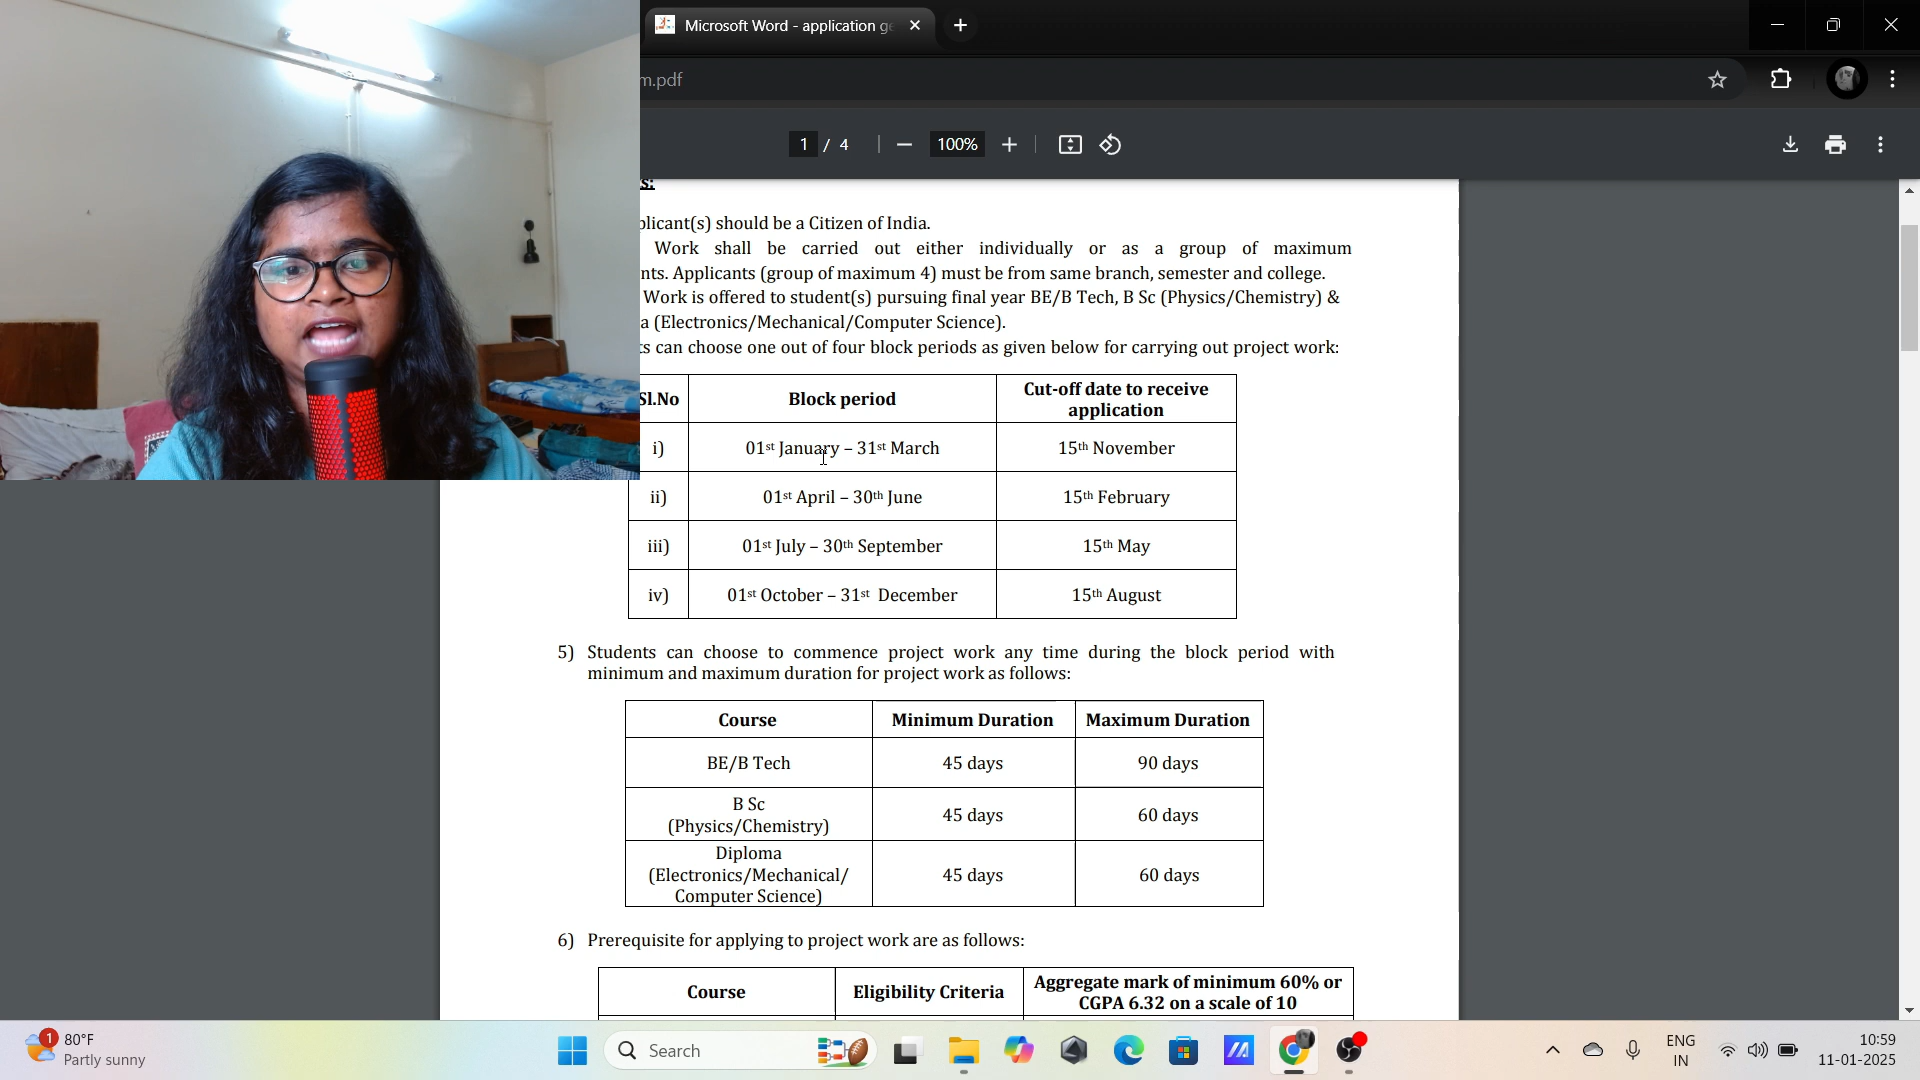 Microsoft Word - application ge
m.pdf
1 / 4
100%
s:
plicant(s) should be a Citizen of India.
Work shall be carried out either individually or as a group of maximum
nts. Applicants (group of maximum 4) must be from same branch, semester and college.
Work is offered to student(s) pursuing final year BE/B Tech, B Sc (Physics/Chemistry) &
a (Electronics/Mechanical/Computer Science).
ts can choose one out of four block periods as given below for carrying out project work:
Sl.No Block period Cut-off date to receive application
i) 01st January – 31st March 15th November
ii) 01st April – 30th June 15th February
iii) 01st July – 30th September 15th May
iv) 01st October – 31st December 15th August
5) Students can choose to commence project work any time during the block period with
minimum and maximum duration for project work as follows:
Course Minimum Duration Maximum Duration
BE/B Tech 45 days 90 days
B Sc
(Physics/Chemistry) 45 days 60 days
Diploma
(Electronics/Mechanical/ 45 days 60 days
Computer Science)
6) Prerequisite for applying to project work are as follows:
Course Eligibility Criteria Aggregate mark of minimum 60% or
CGPA 6.32 on a scale of 10
1
80°F
Partly sunny
Search
ENG
IN
10:59
11-01-2025